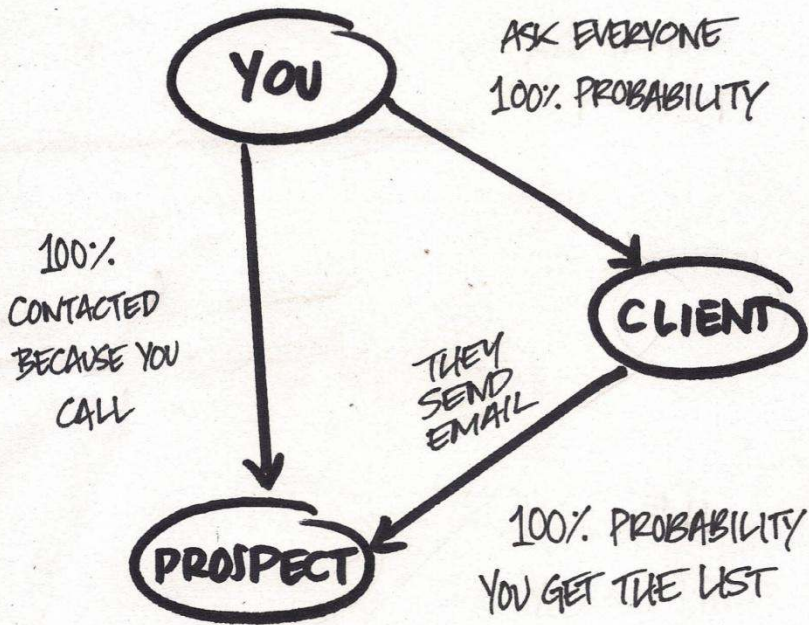 YOU
ASK EVERYONE
100% PROBABILITY
100%
CONTACTED
BECAUSE YOU
CALL
CLIENT
THEY
SEND
EMAIL
PROSPECT
100% PROBABILITY
YOU GET THE LIST